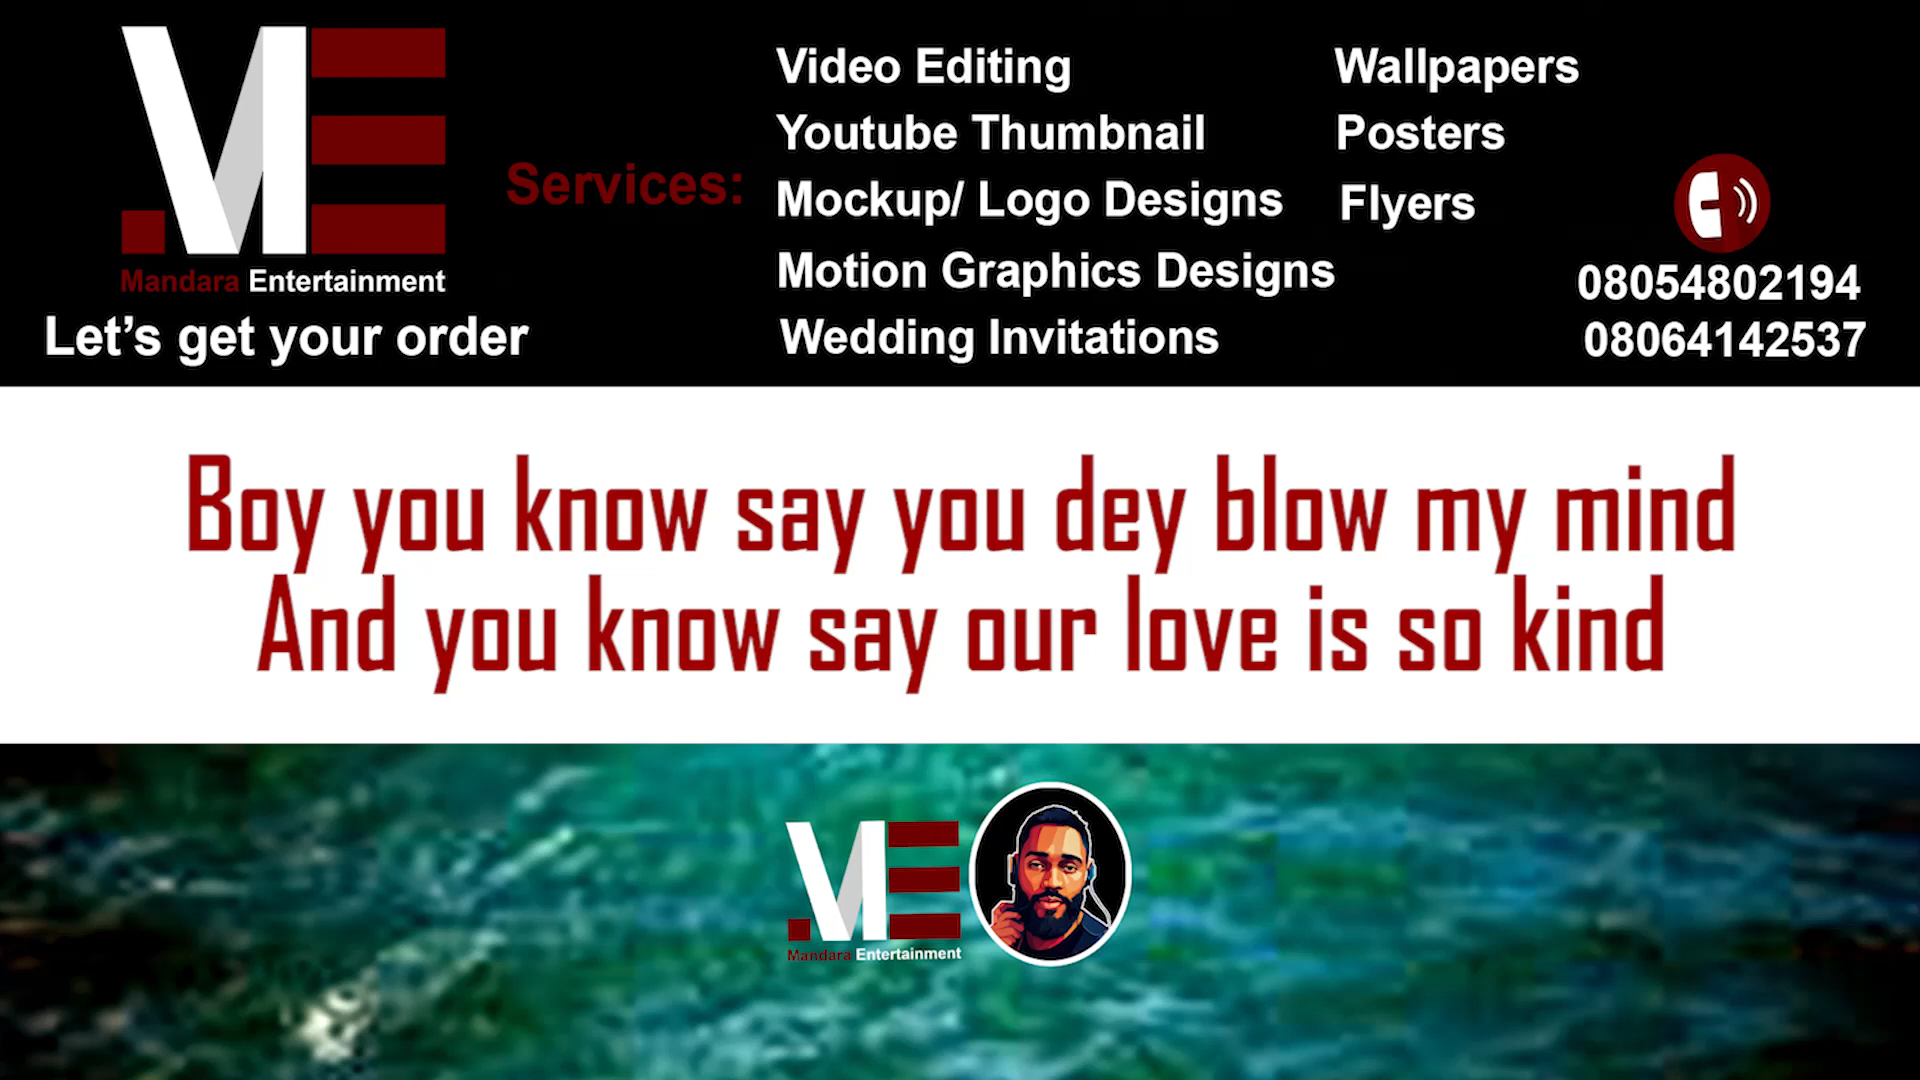 ME
Mandara Entertainment
Let's get your order
Services:
Video Editing
Youtube Thumbnail
Mockup/ Logo Designs
Motion Graphics Designs
Wedding Invitations
Wallpapers
Posters
Flyers
08054802194
08064142537
Boy you know say you dey blow my mind
And you know say our love is so kind
ME
Mandara Entertainment